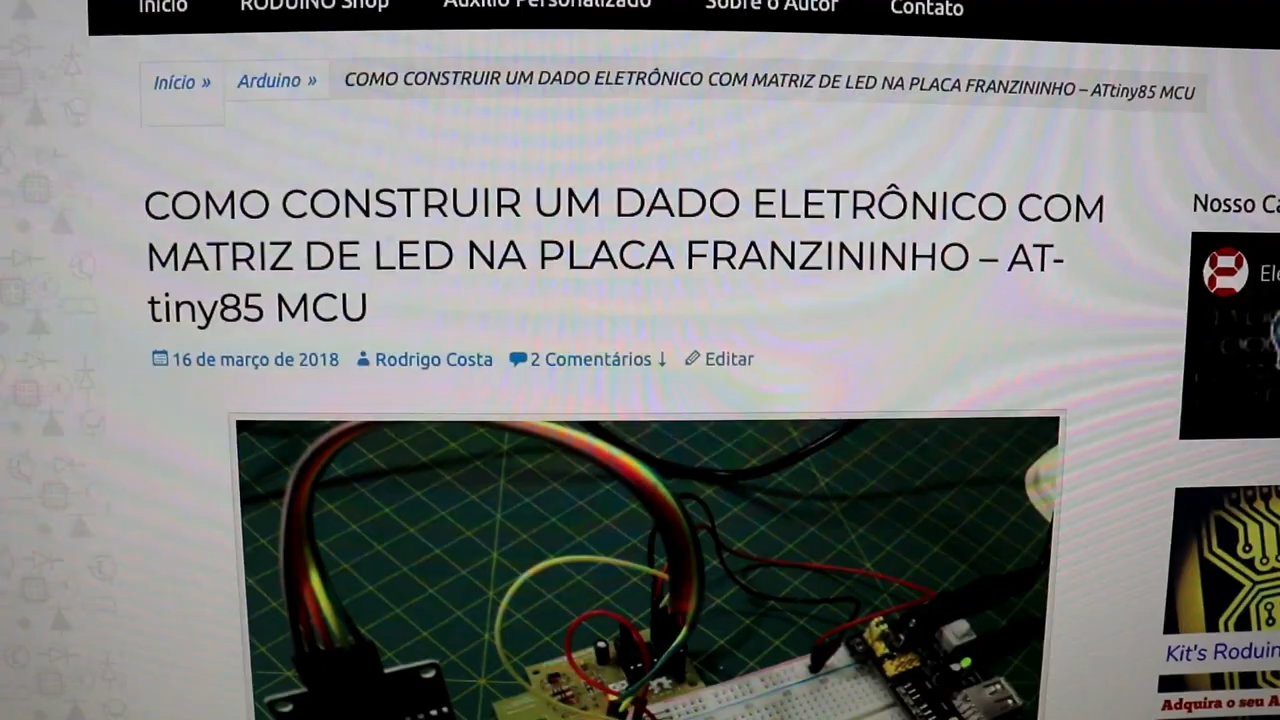 Início RODUINO Shop Auxílio Personalizado Sobre o Autor Contato
Início » Arduino » COMO CONSTRUIR UM DADO ELETRÔNICO COM MATRIZ DE LED NA PLACA FRANZININHO – ATtiny85 MCU
COMO CONSTRUIR UM DADO ELETRÔNICO COM
MATRIZ DE LED NA PLACA FRANZININHO – AT-
tiny85 MCU
16 de março de 2018 Rodrigo Costa 2 Comentários ↓ Editar
Nosso Ca
Ele
Kit's Roduin
Adquira o seu A